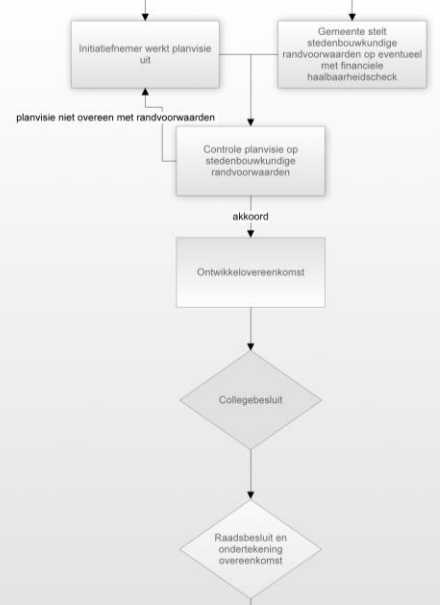 Initiatiefnemer werkt planvisie
uit
Gemeente stelt
stedenbouwkundige
randvoorwaarden op eventueel
met financiele
haalbaarheidscheck
planvisie niet overeen met randvoorwaarden
Controle planvisie op
stedenbouwkundige
randvoorwaarden
akkoord
Ontwikkelovereenkomst
Collegebesluit
Raadsbesluit en
ondertekening
overeenkomst